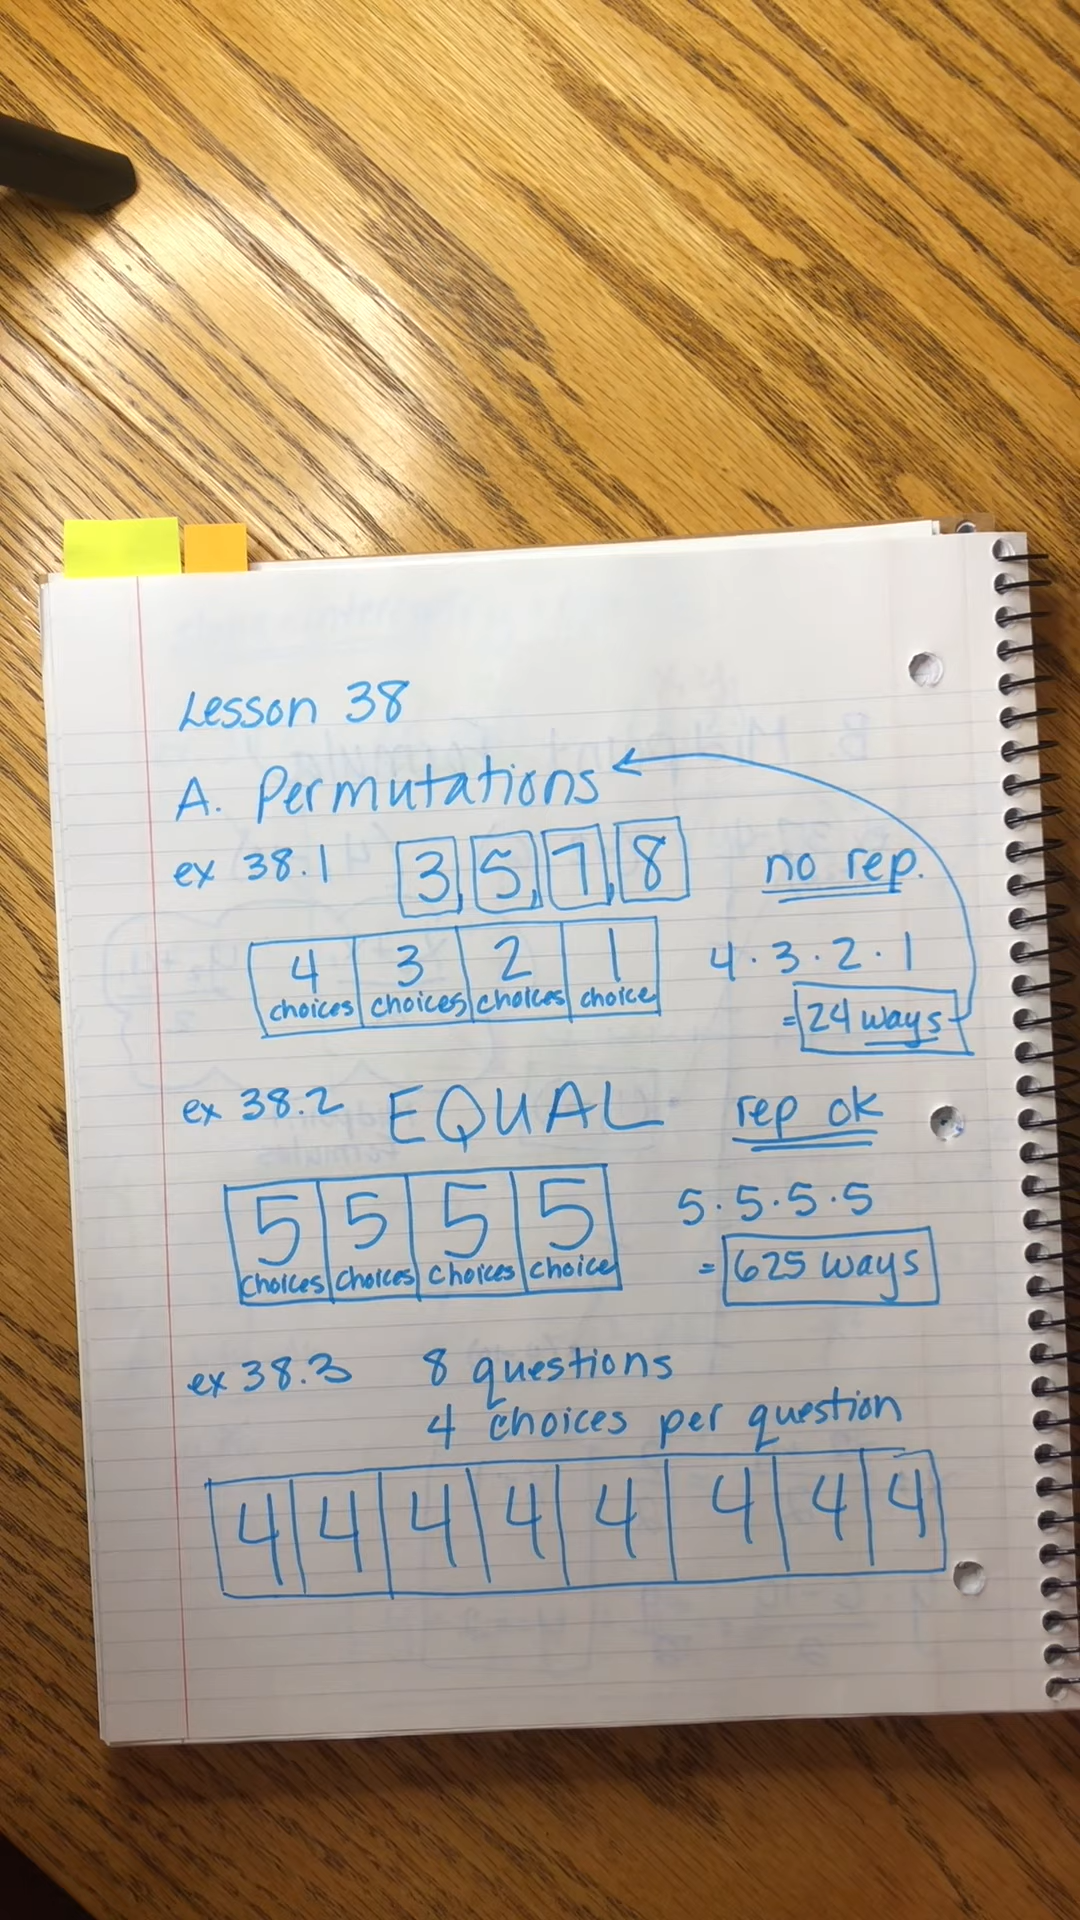 Lesson 38
A. Permutations
ex 38.1 3, 5, 7, 8 no rep.
4 3 2 1 4 · 3 · 2 · 1
choices choices choices choice = 24 ways
ex 38.2 EQUAL rep ok
5 5 5 5 5 · 5 · 5 · 5
choices choices choices choice = 625 ways
ex 38.3 8 questions
4 choices per question
4 4 4 4 4 4 4 4